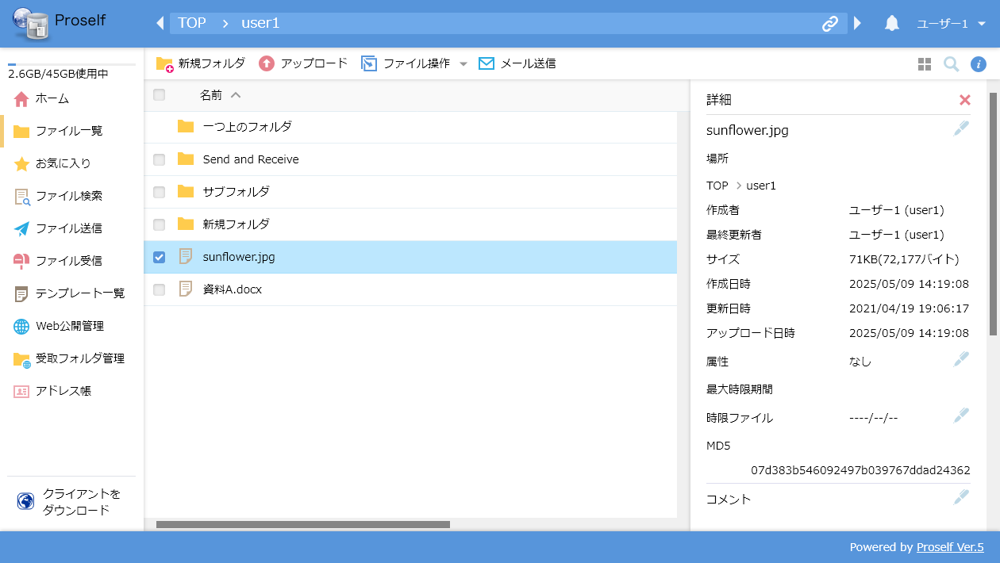 Proself
TOP > user1
ユーザー1
2.6GB/45GB使用中
ホーム
ファイル一覧
お気に入り
ファイル検索
ファイル送信
ファイル受信
テンプレート一覧
Web公開管理
受取フォルダ管理
アドレス帳
クライアントを
ダウンロード
新規フォルダ アップロード ファイル操作 メール送信
名前
一つ上のフォルダ
Send and Receive
サブフォルダ
新規フォルダ
sunflower.jpg
資料A.docx
詳細
sunflower.jpg
場所
TOP > user1
作成者 ユーザー1 (user1)
最終更新者 ユーザー1 (user1)
サイズ 71KB(72,177バイト)
作成日時 2025/05/09 14:19:08
更新日時 2021/04/19 19:06:17
アップロード日時 2025/05/09 14:19:08
属性 なし
最大時限期間
時限ファイル ----/--/--
MD5
07d383b546092497b039767ddad24362
コメント
Powered by Proself Ver.5